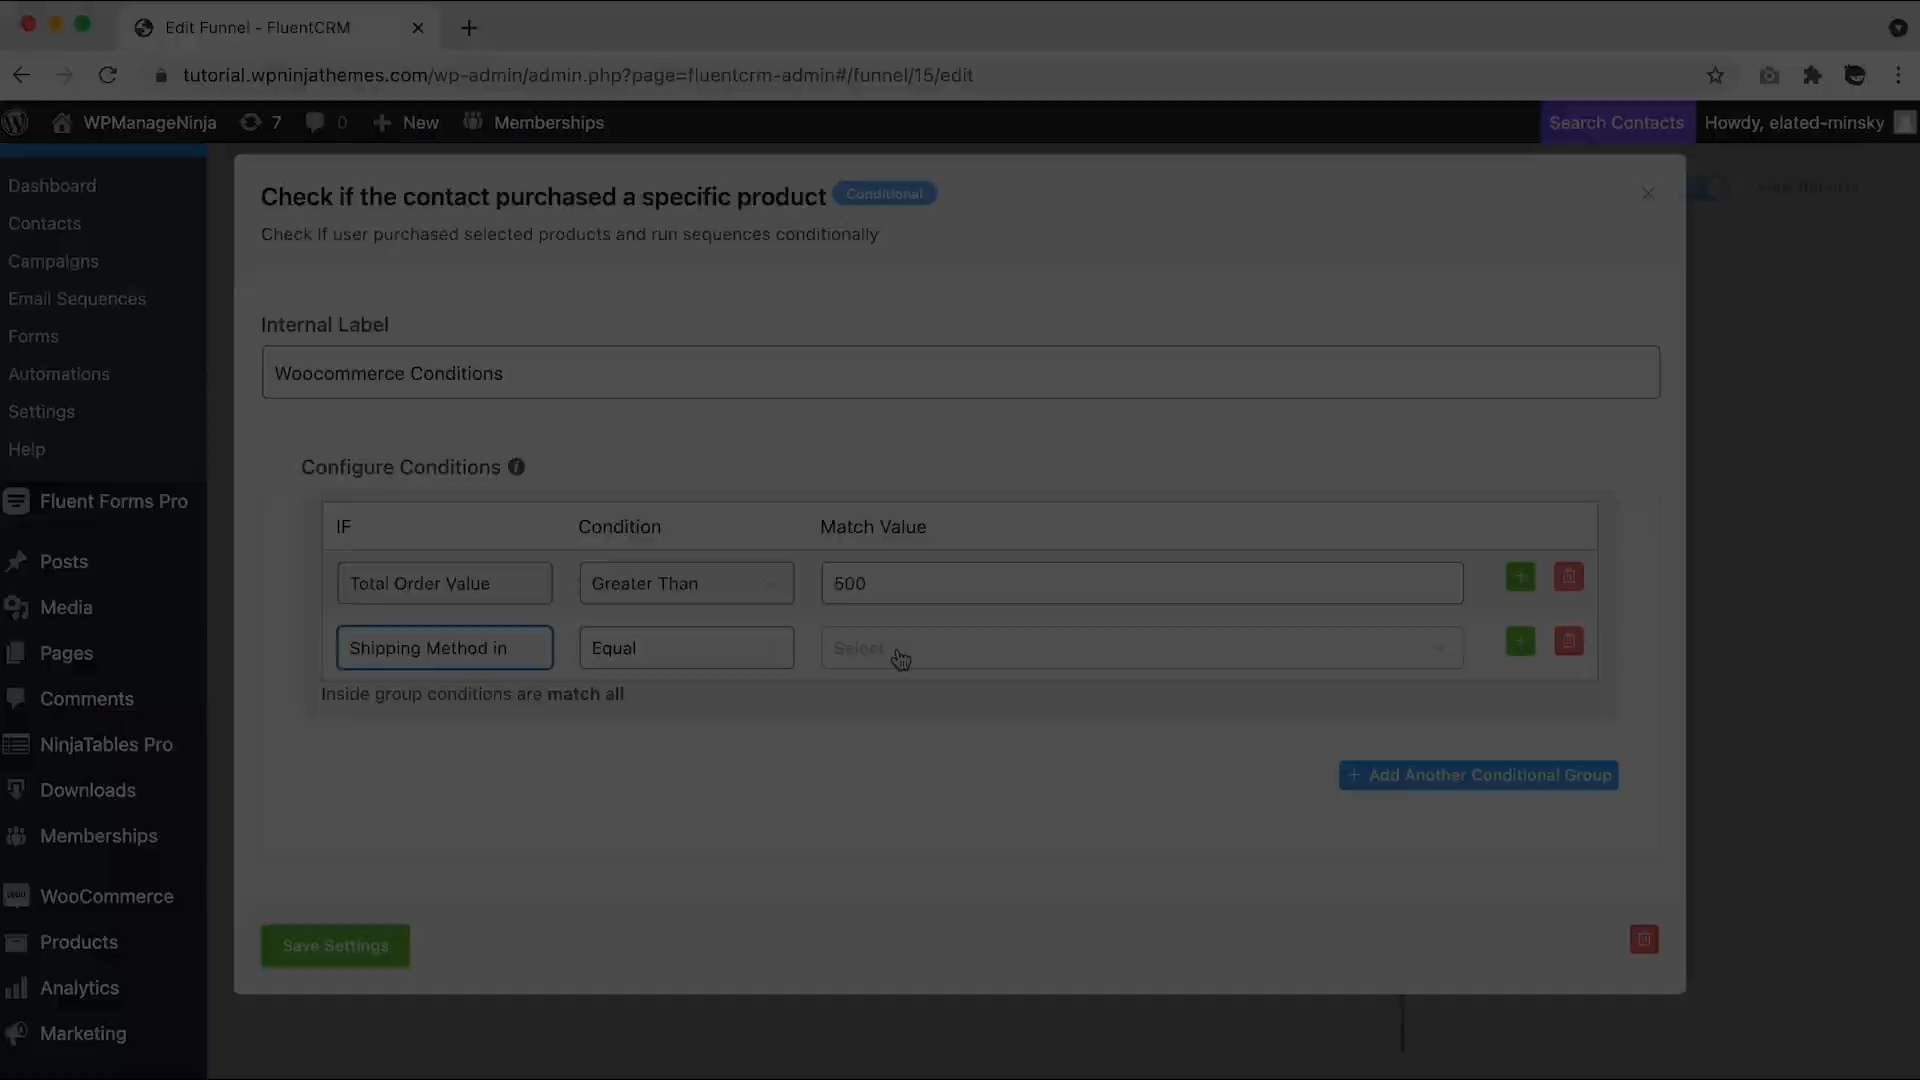 Edit Funnel - FluentCRM
tutorial.wpninjathemes.com/wp-admin/admin.php?page=fluentcrm-admin#/funnel/15/edit
WPManageNinja 7 0 New Memberships Search Contacts Howdy, elated-minsky
Dashboard
Contacts
Campaigns
Email Sequences
Forms
Automations
Settings
Help
Fluent Forms Pro
Posts
Media
Pages
Comments
NinjaTables Pro
Downloads
Memberships
WooCommerce
Products
Analytics
Marketing
Check if the contact purchased a specific product Conditional
Check If user purchased selected products and run sequences conditionally
Internal Label
Woocommerce Conditions
Configure Conditions
IF Condition Match Value
Total Order Value Greater Than 500
Shipping Method in Equal Select
Inside group conditions are match all
+ Add Another Conditional Group
Save Settings